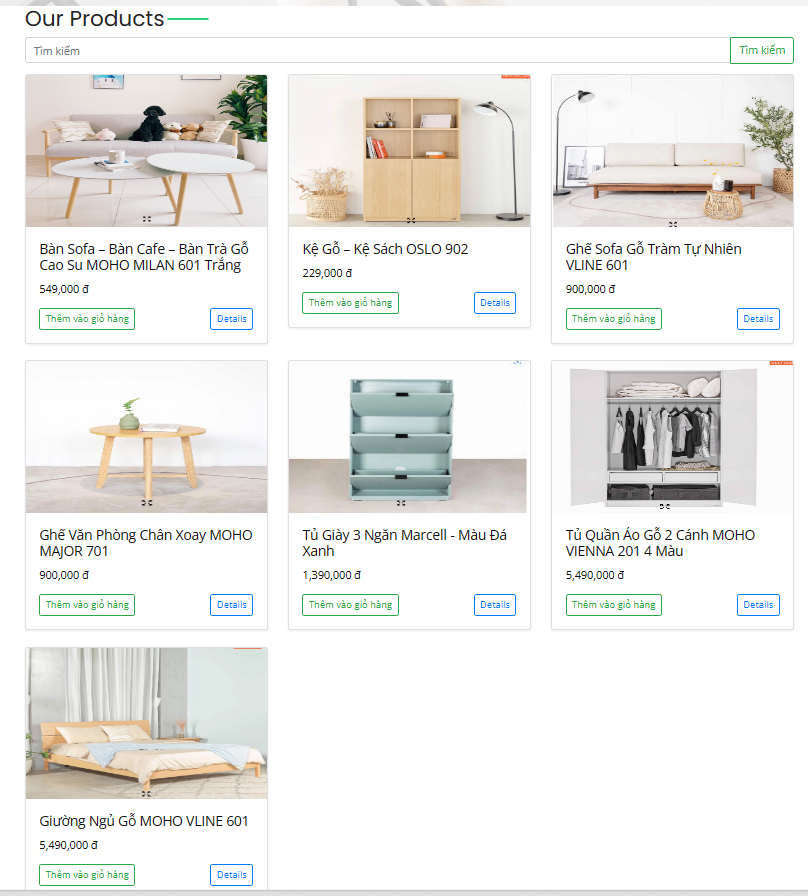 Our Products
Tìm kiếm
Tìm kiếm
Bàn Sofa – Bàn Cafe – Bàn Trà Gỗ
Cao Su MOHO MILAN 601 Trắng
549,000 đ
Thêm vào giỏ hàng
Details
Kệ Gỗ – Kệ Sách OSLO 902
229,000 đ
Thêm vào giỏ hàng
Details
Ghế Sofa Gỗ Tràm Tự Nhiên
VLINE 601
900,000 đ
Thêm vào giỏ hàng
Details
Ghế Văn Phòng Chân Xoay MOHO
MAJOR 701
900,000 đ
Thêm vào giỏ hàng
Details
Tủ Giày 3 Ngăn Marcell - Màu Đá
Xanh
1,390,000 đ
Thêm vào giỏ hàng
Details
Tủ Quần Áo Gỗ 2 Cánh MOHO
VIENNA 201 4 Màu
5,490,000 đ
Thêm vào giỏ hàng
Details
Giường Ngủ Gỗ MOHO VLINE 601
5,490,000 đ
Thêm vào giỏ hàng
Details